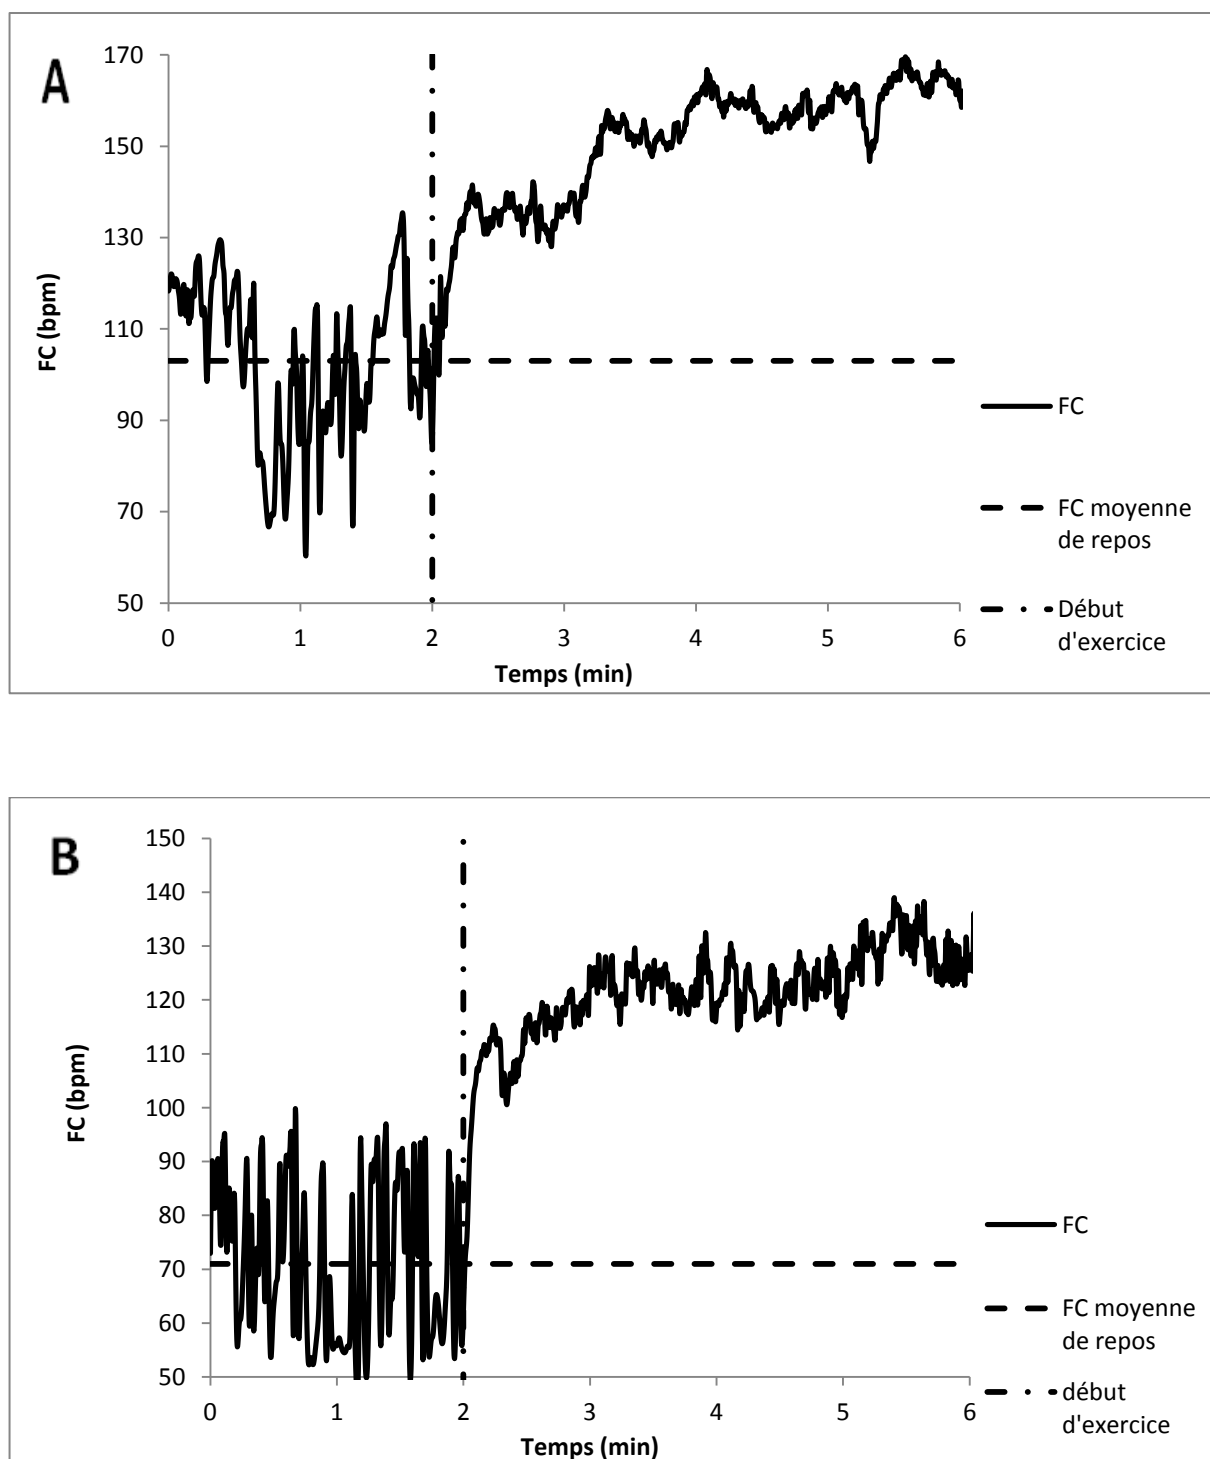 A
170
150
130
110
90
70
50
FC (bpm)
0 1 2 3 4 5 6
Temps (min)
FC
FC moyenne
de repos
Début
d'exercice
B
150
140
130
120
110
100
90
80
70
60
50
FC (bpm)
0 1 2 3 4 5 6
Temps (min)
FC
FC moyenne
de repos
début
d'exercice